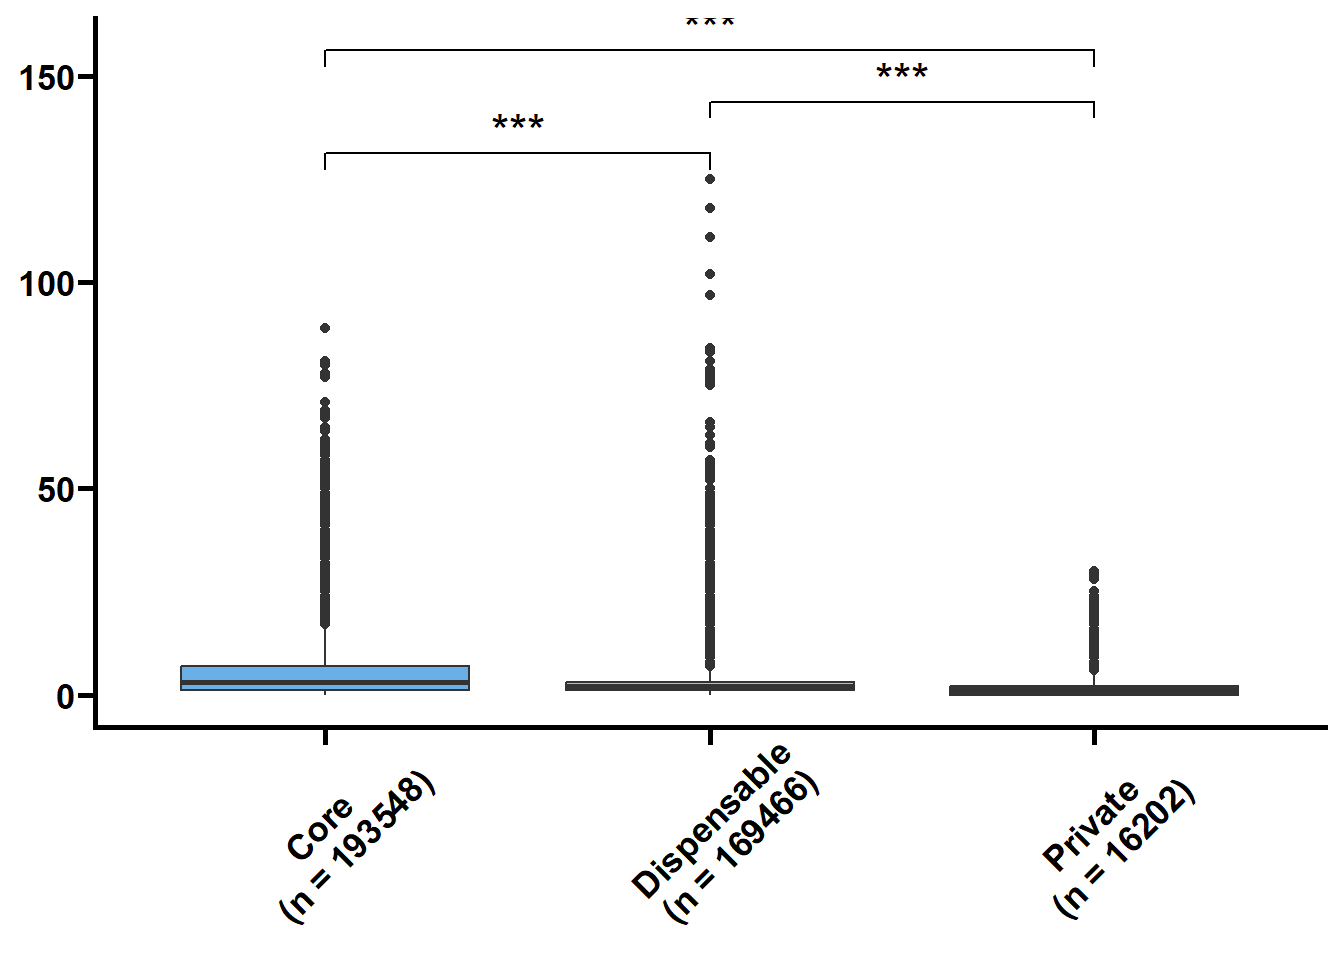 ***
***
***
150
100
50
0
Core
(n = 193548)
Dispensable
(n = 169466)
Private
(n = 16202)